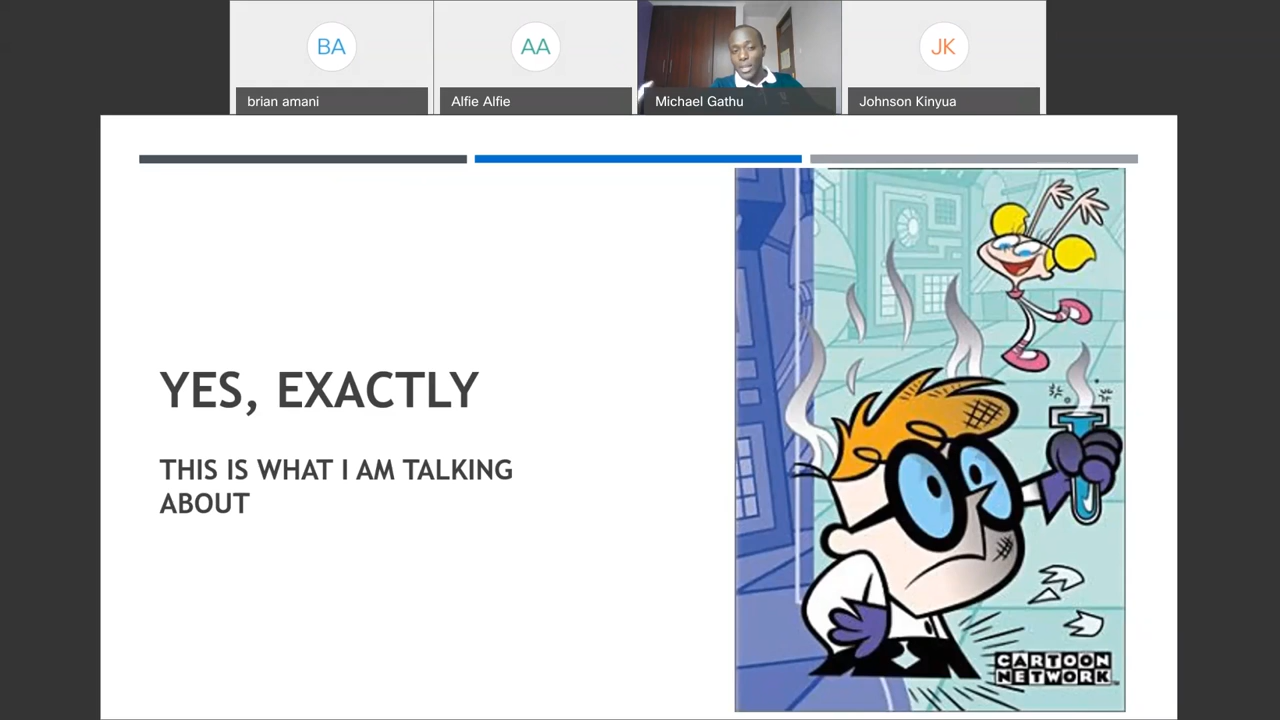 BA
AA
JK
brian amani
Alfie Alfie
Michael Gathu
Johnson Kinyua
YES, EXACTLY
THIS IS WHAT I AM TALKING
ABOUT
CARTOON
NETWORK